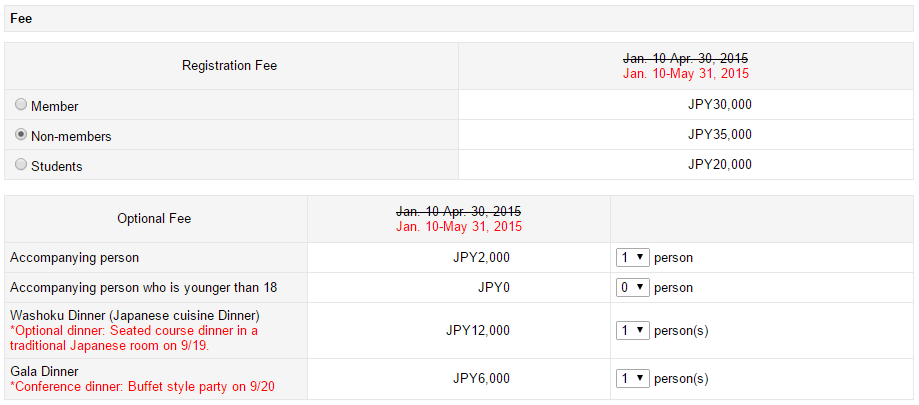 Fee
Registration Fee
Jan. 10-Apr. 30, 2015
Jan. 10-May 31, 2015
Member
JPY30,000
Non-members
JPY35,000
Students
JPY20,000
Optional Fee
Jan. 10-Apr. 30, 2015
Jan. 10-May 31, 2015
Accompanying person
JPY2,000
1 person
Accompanying person who is younger than 18
JPY0
0 person
Washoku Dinner (Japanese cuisine Dinner)
*Optional dinner: Seated course dinner in a
traditional Japanese room on 9/19.
JPY12,000
1 person(s)
Gala Dinner
*Conference dinner: Buffet style party on 9/20
JPY6,000
1 person(s)